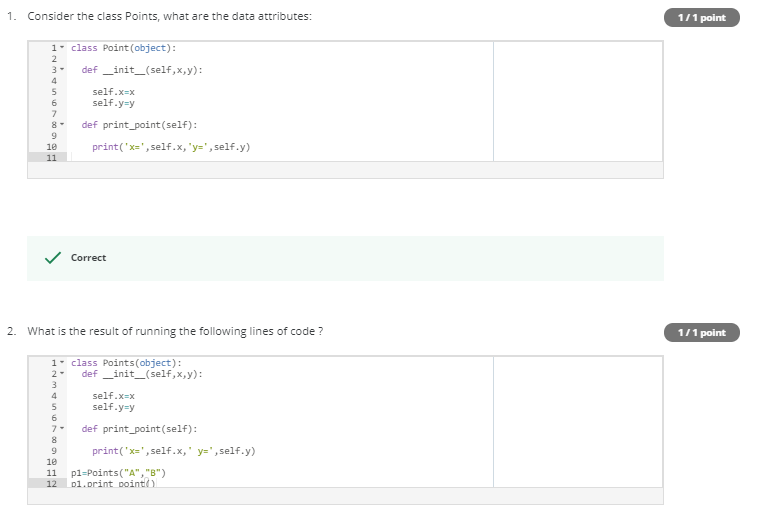 1. Consider the class Points, what are the data attributes:
1 / 1 point
1 class Point(object):
2
3 def __init__(self,x,y):
4
5 self.x=x
6 self.y=y
7
8 def print_point(self):
9
10 print('x=',self.x,'y=',self.y)
11
Correct
2. What is the result of running the following lines of code ?
1 / 1 point
1 class Points(object):
2 def __init__(self,x,y):
3
4 self.x=x
5 self.y=y
6
7 def print_point(self):
8
9 print('x=',self.x,' y=',self.y)
10
11 p1=Points("A","B")
12 p1.print_point()